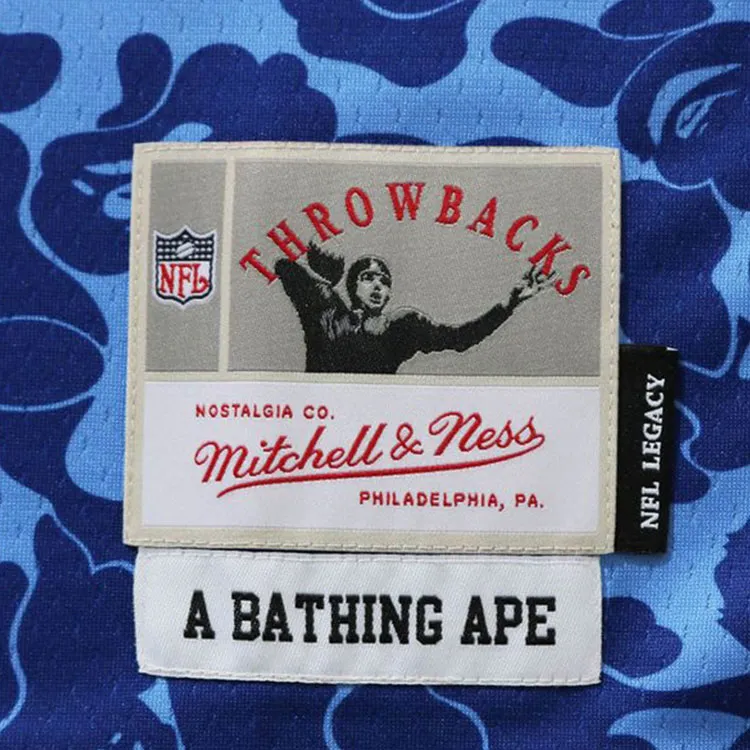 THROWBACKS
NFL
NOSTALGIA CO.
Mitchell & Ness
PHILADELPHIA, PA.
NFL LEGACY
A BATHING APE